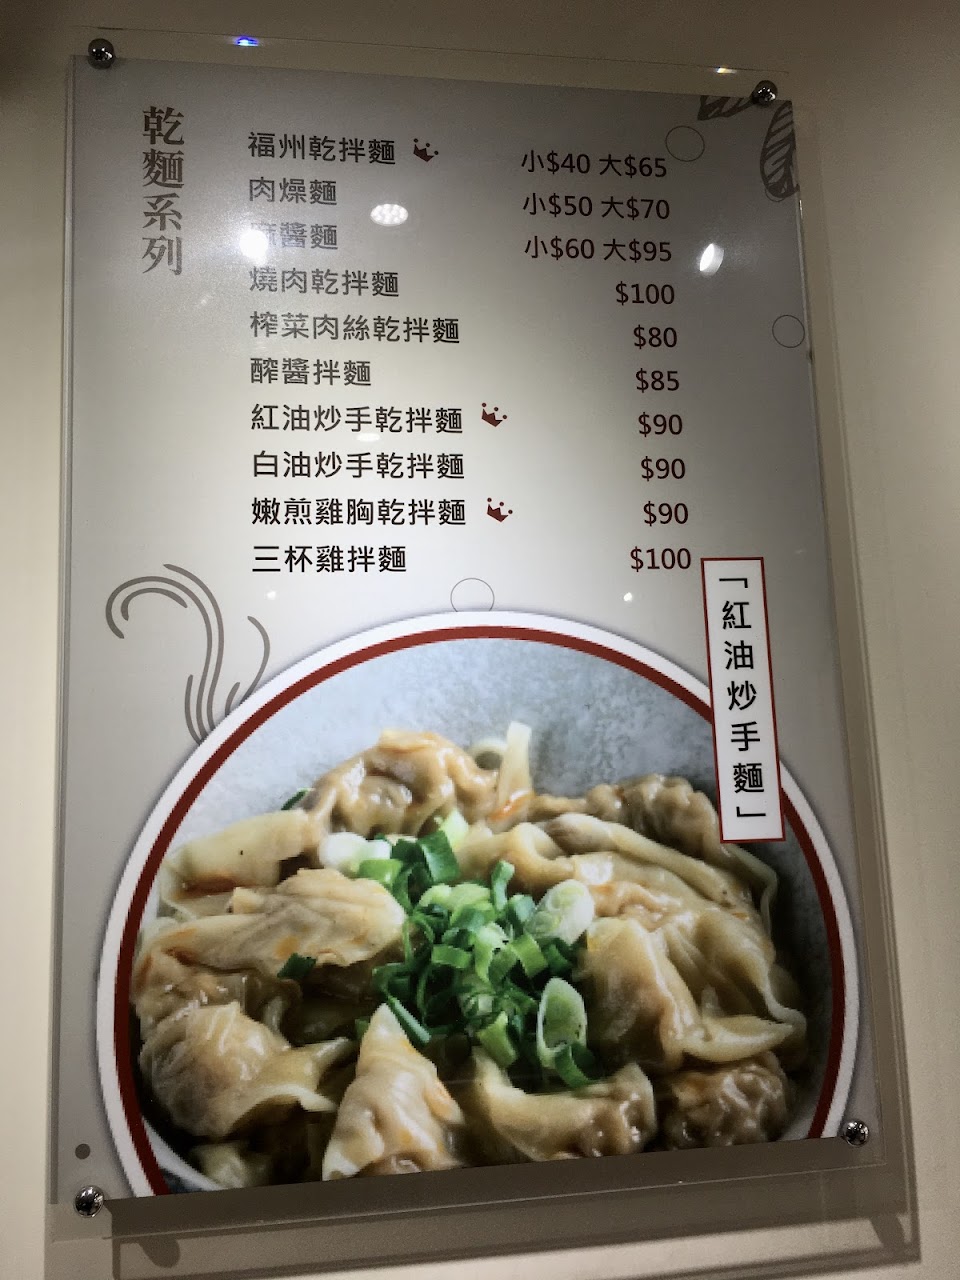 乾麵系列
福州乾拌麵 小$40 大$65
肉燥麵 小$50 大$70
麻醬麵 小$60 大$95
燒肉乾拌麵 $100
榨菜肉絲乾拌麵 $80
醡醬拌麵 $85
紅油炒手乾拌麵 $90
白油炒手乾拌麵 $90
嫩煎雞胸乾拌麵 $90
三杯雞拌麵 $100
「紅油炒手麵」